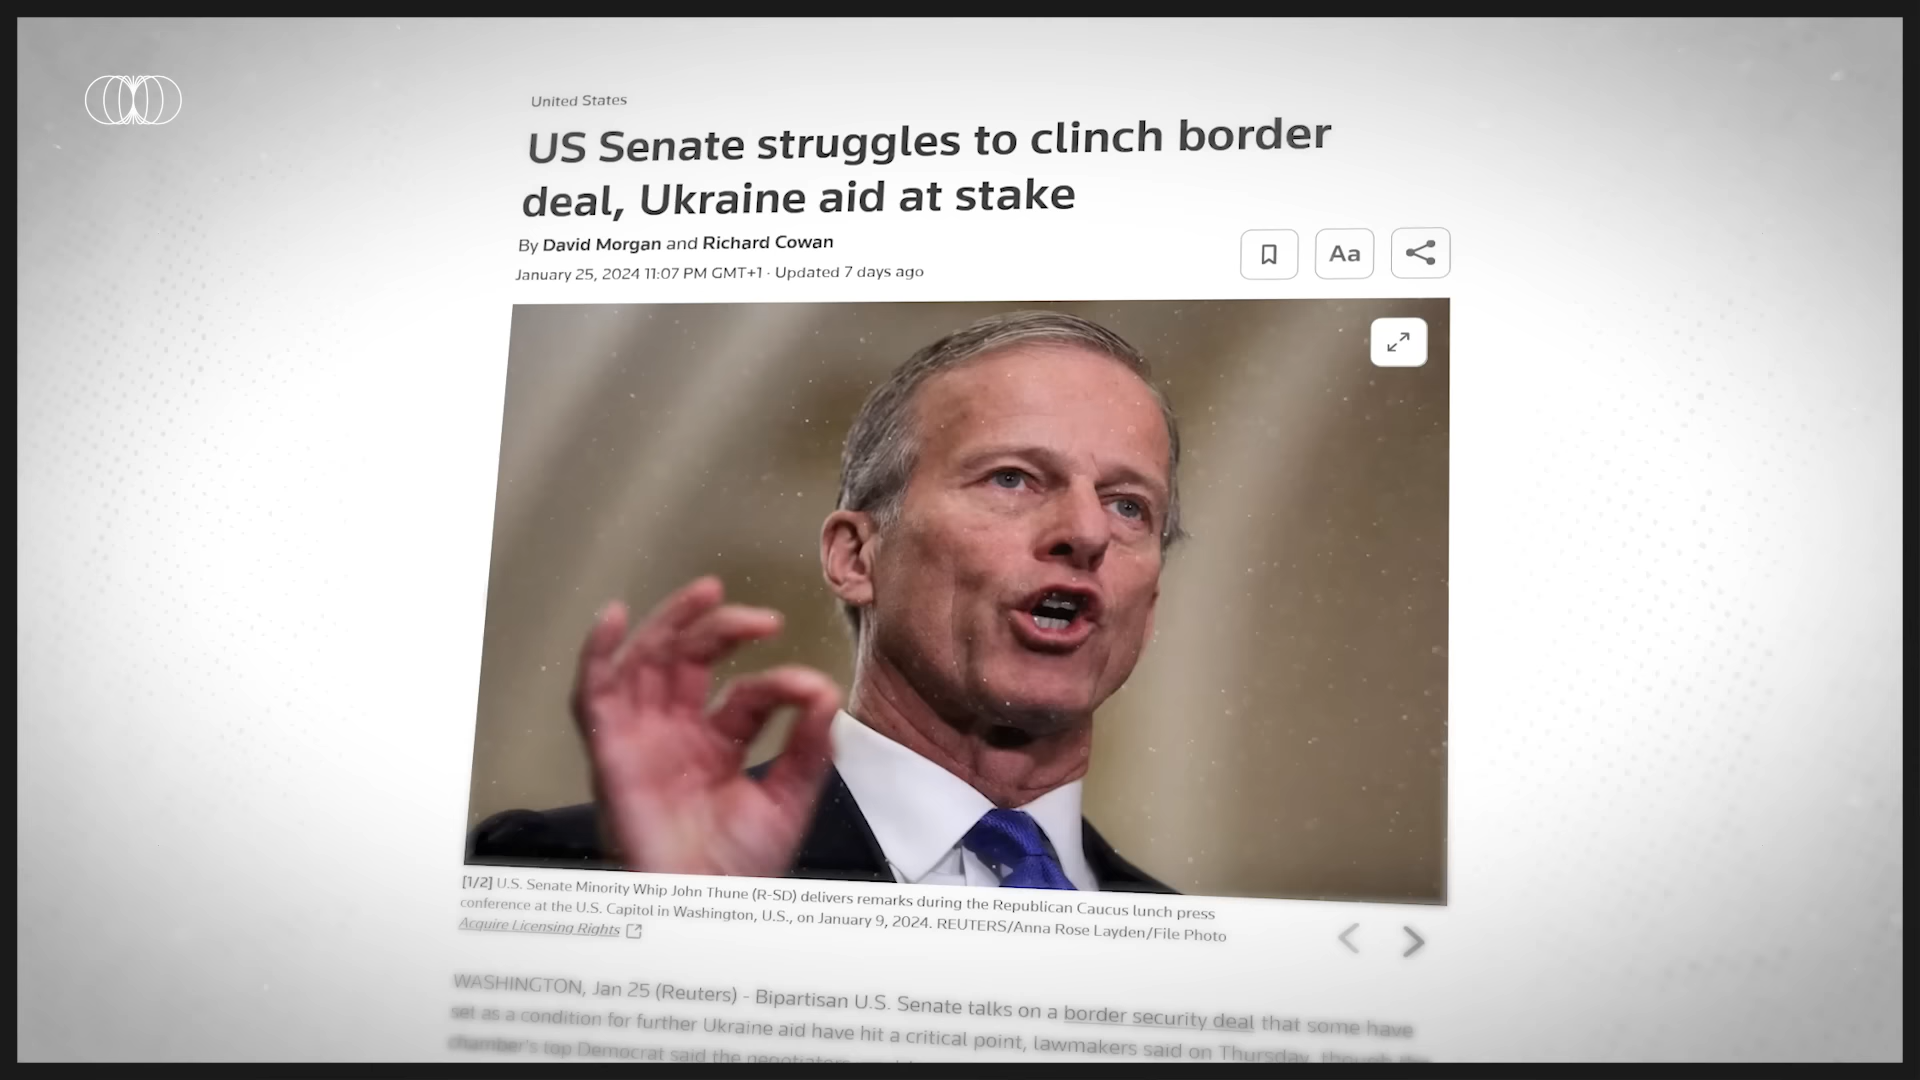 United States
US Senate struggles to clinch border
deal, Ukraine aid at stake
By David Morgan and Richard Cowan
January 25, 2024 11:07 PM GMT+1 · Updated 7 days ago
Aa
[1/2] U.S. Senate Minority Whip John Thune (R-SD) delivers remarks during the Republican Caucus lunch press
conference at the U.S. Capitol in Washington, U.S., on January 9, 2024. REUTERS/Anna Rose Layden/File Photo
Acquire Licensing Rights
WASHINGTON, Jan 25 (Reuters) - Bipartisan U.S. Senate talks on a border security deal that some have
set as a condition for further Ukraine aid have hit a critical point, lawmakers said on Thursday, though the
chamber's top Democrat said the negotiators